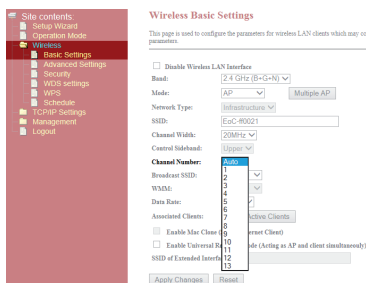 Site contents:
Setup Wizard
Operation Mode
Wireless
Basic Settings
Advanced Settings
Security
WDS settings
WPS
Schedule
TCP/IP Settings
Management
Logout
Wireless Basic Settings
This page is used to configure the parameters for wireless LAN clients which may co
parameters.
Disable Wireless LAN Interface
Band: 2.4 GHz (B+G+N)
Mode: AP Multiple AP
Network Type: Infrastructure
SSID: EoC-ff0021
Channel Width: 20MHz
Control Sideband: Upper
Channel Number: Auto
1
Broadcast SSID: 2
3
WMM: 4
5
Data Rate: 6
7
Associated Clients: Active Clients
8
Enable Mac Clone ( 9 ernet Client)
10
Enable Universal R 11 ode (Acting as AP and client simultaneouly)
SSID of Extended Interfa 12
13
Apply Changes Reset